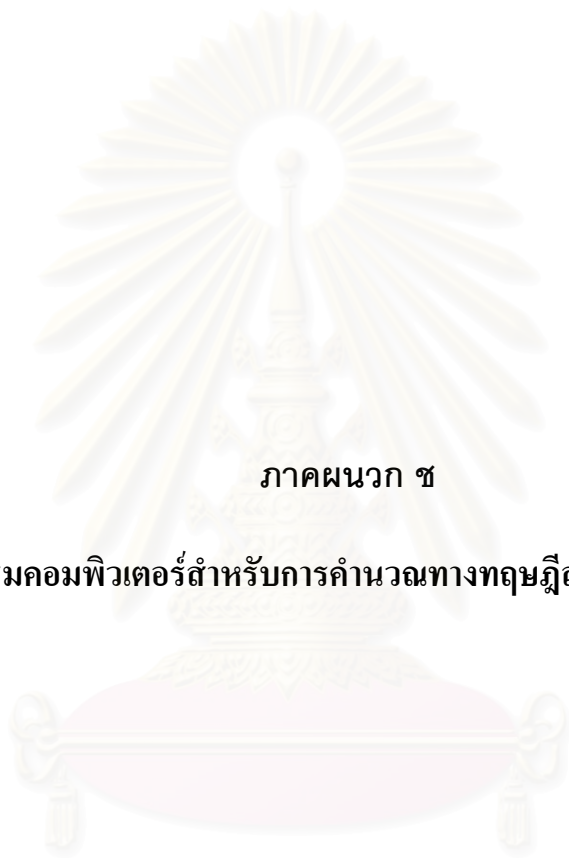 ภาคผนวก ช
มคอมพิวเตอร์สำหรับการคำนวณทางทฤษฎี